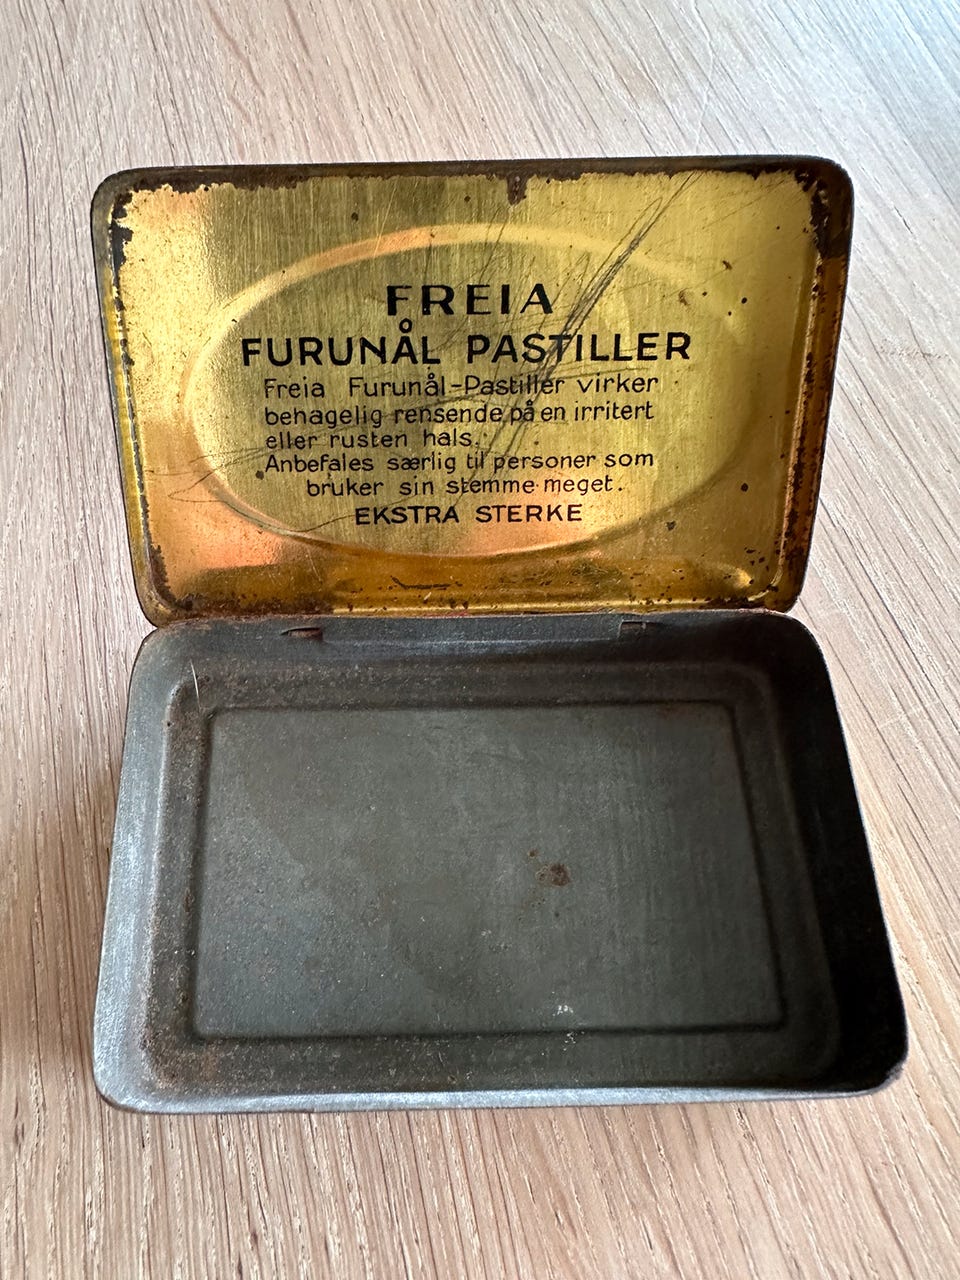 FREIA
FURUNÅL PASTILLER
Freia Furunål-Pastiller virker
behagelig rensende på en irritert
eller rusten hals.
Anbefales særlig til personer som
bruker sin stemme meget.
EKSTRA STERKE